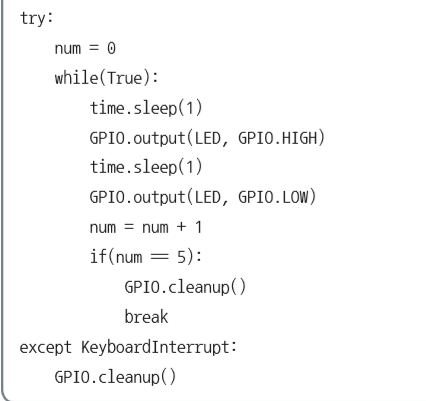 try:
    num = 0
    while(True):
        time.sleep(1)
        GPIO.output(LED, GPIO.HIGH)
        time.sleep(1)
        GPIO.output(LED, GPIO.LOW)
        num = num + 1
        if(num == 5):
            GPIO.cleanup()
            break
except KeyboardInterrupt:
    GPIO.cleanup()